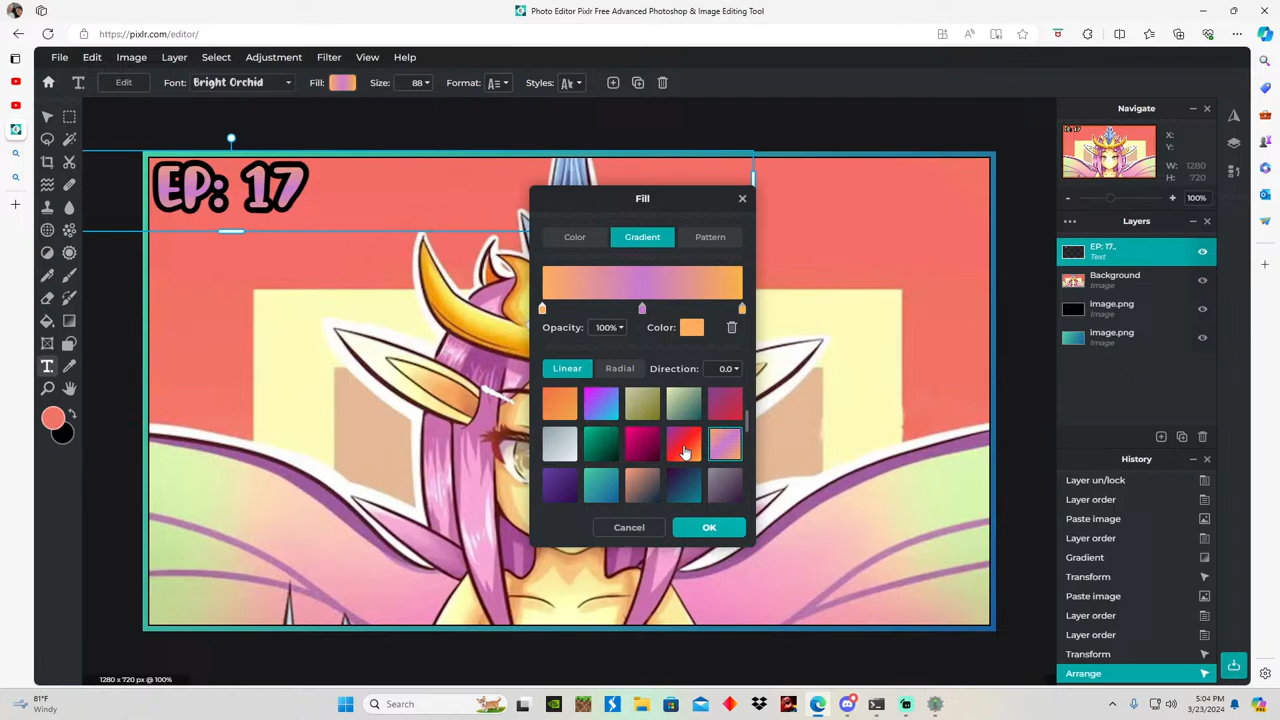 Photo Editor Pixlr Free Advanced Photoshop & Image Editing Tool
https://pixlr.com/editor/
File Edit Image Layer Select Adjustment Filter View Help
Edit Font: Bright Orchid Fill: Size: 88 Format: Styles:
Navigate
EP: 17
EP: 17
X:
Y:
W: 1280
H: 720
100%
Fill
Color Gradient Pattern
Opacity: 100% Color:
Linear Radial Direction: 0.0
Cancel OK
Layers
EP: 17..
Text
Background
Image
image.png
Image
image.png
Image
History
Layer un/lock
Layer order
Paste image
Layer order
Gradient
Transform
Paste image
Layer order
Layer order
Transform
Arrange
1280 x 720 px @ 100%
81°F
Windy
Search
5:04 PM
3/23/2024